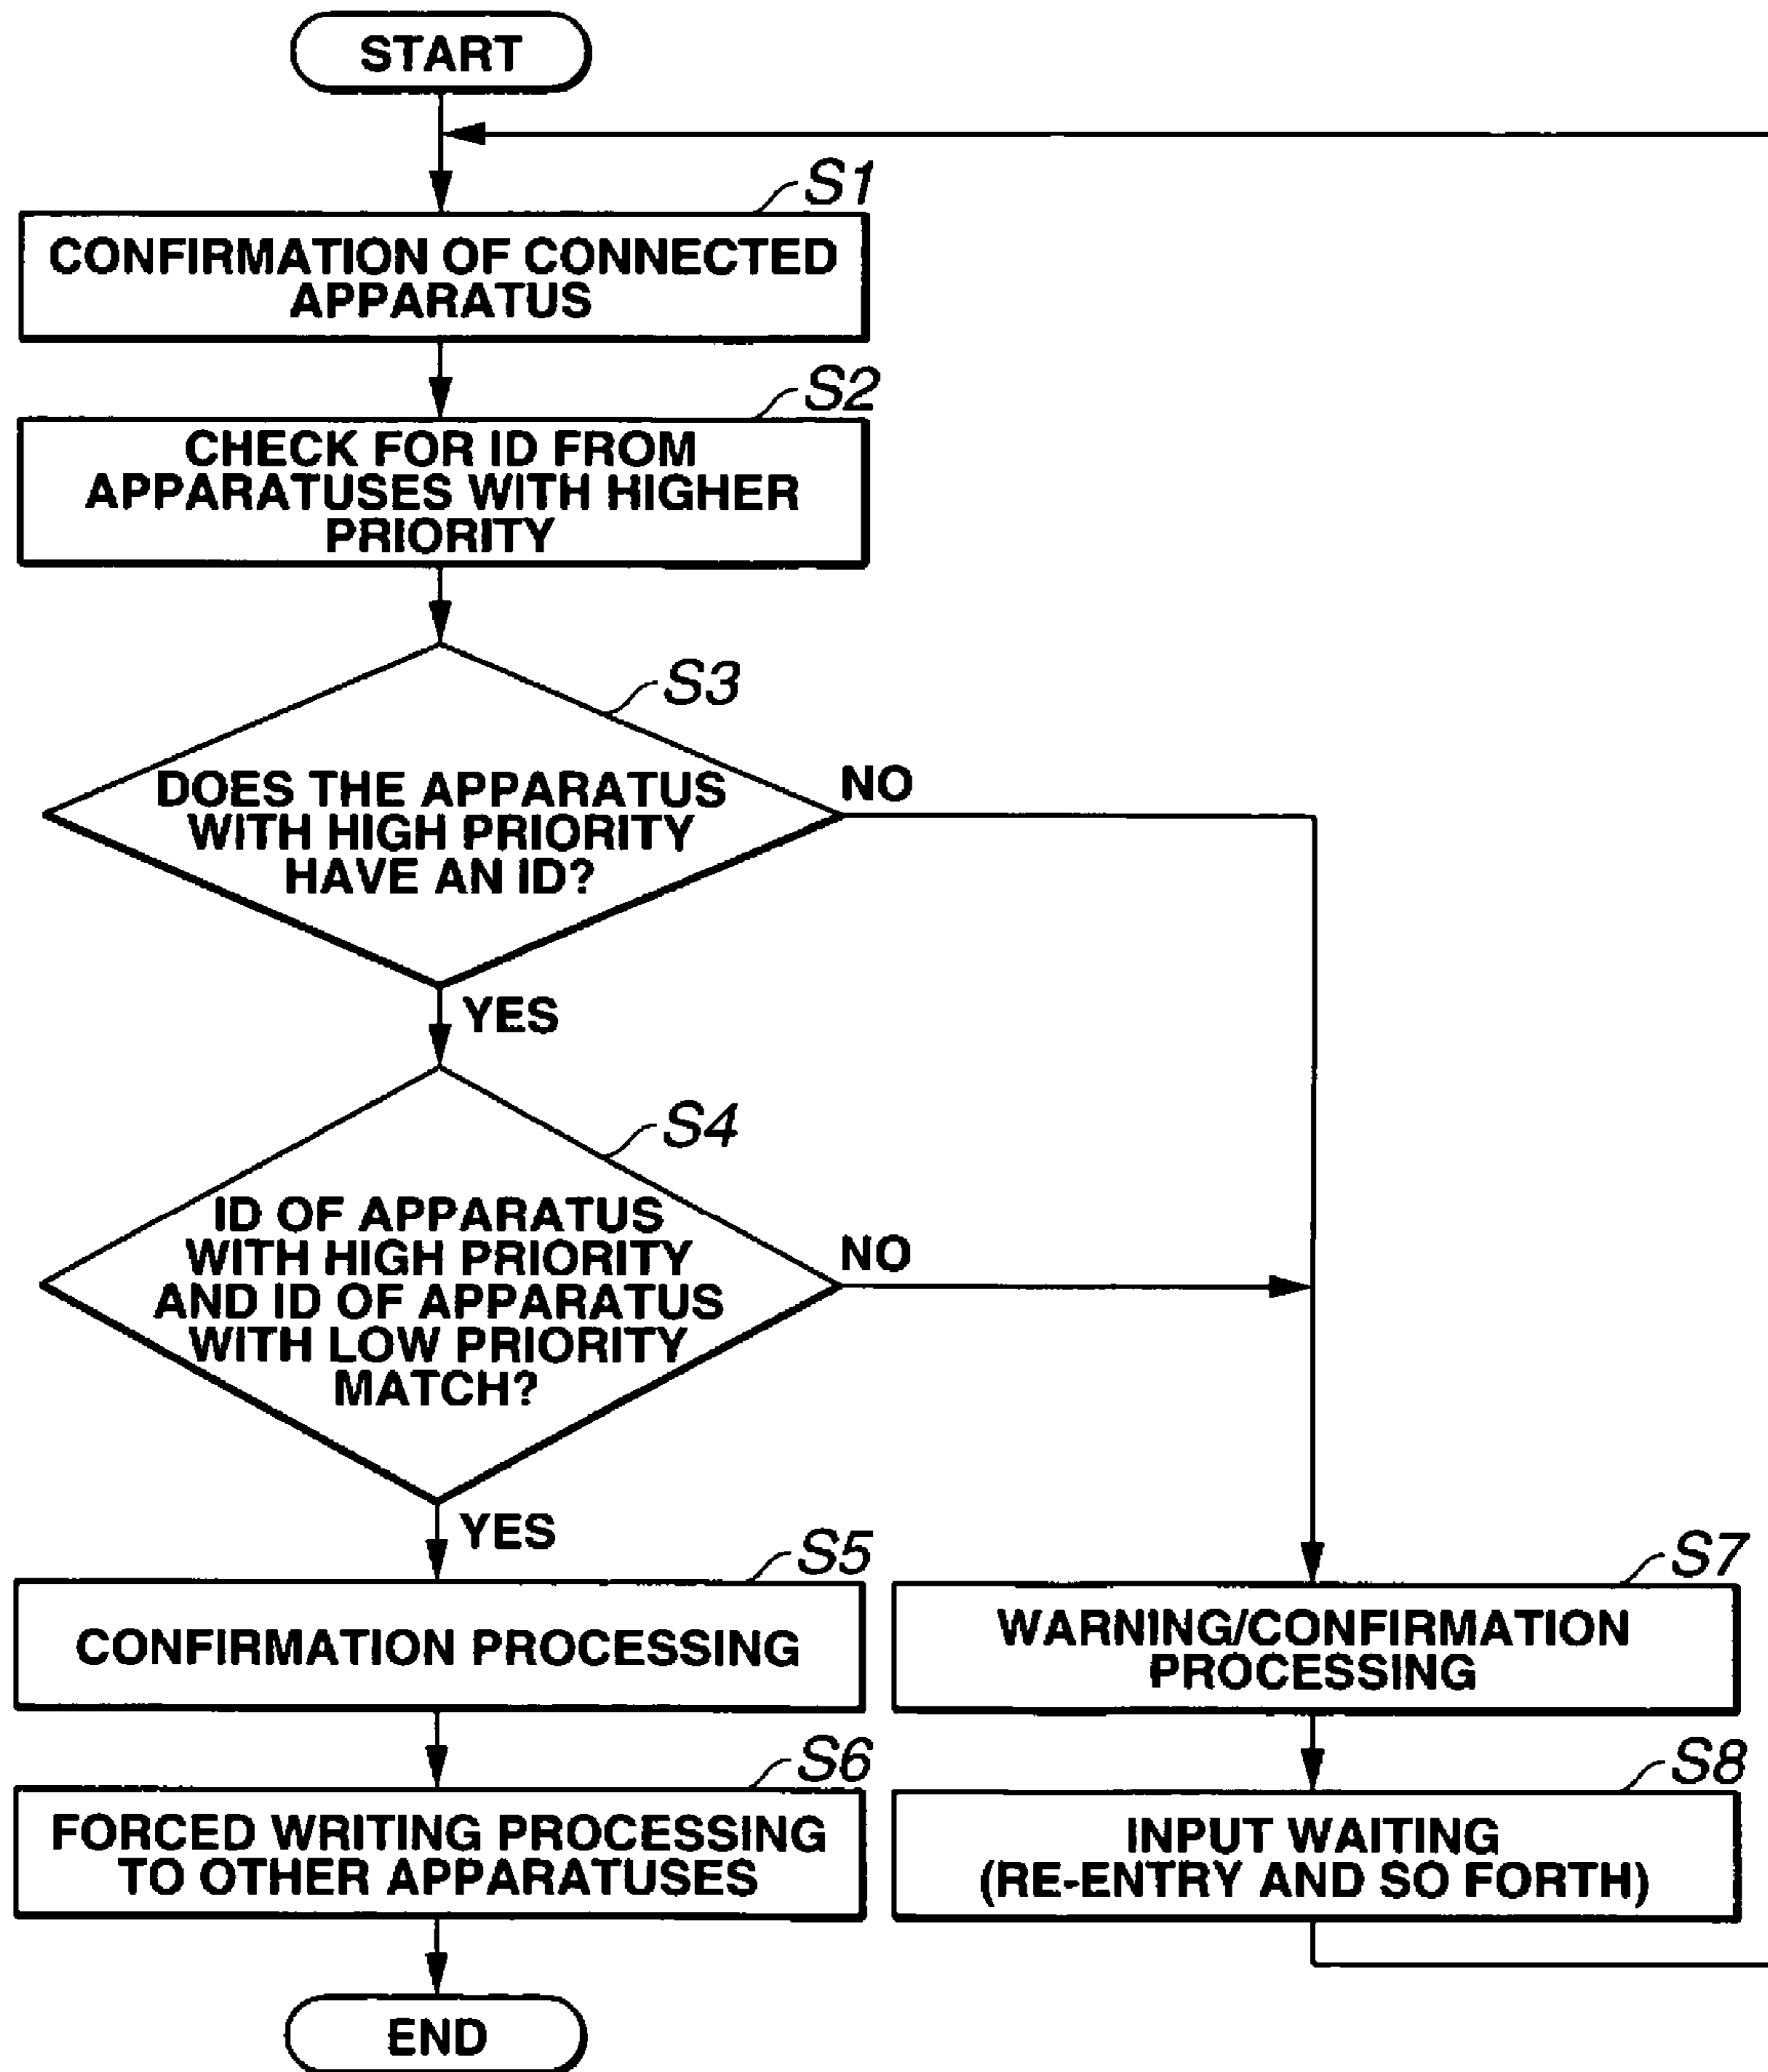 START
S1
CONFIRMATION OF CONNECTED
APPARATUS
S2
CHECK FOR ID FROM
APPARATUSES WITH HIGHER
PRIORITY
S3
DOES THE APPARATUS
WITH HIGH PRIORITY
HAVE AN ID?
NO
YES
S4
ID OF APPARATUS
WITH HIGH PRIORITY
AND ID OF APPARATUS
WITH LOW PRIORITY
MATCH?
NO
YES
S5
CONFIRMATION PROCESSING
S6
FORCED WRITING PROCESSING
TO OTHER APPARATUSES
END
S7
WARNING/CONFIRMATION
PROCESSING
S8
INPUT WAITING
(RE-ENTRY AND SO FORTH)